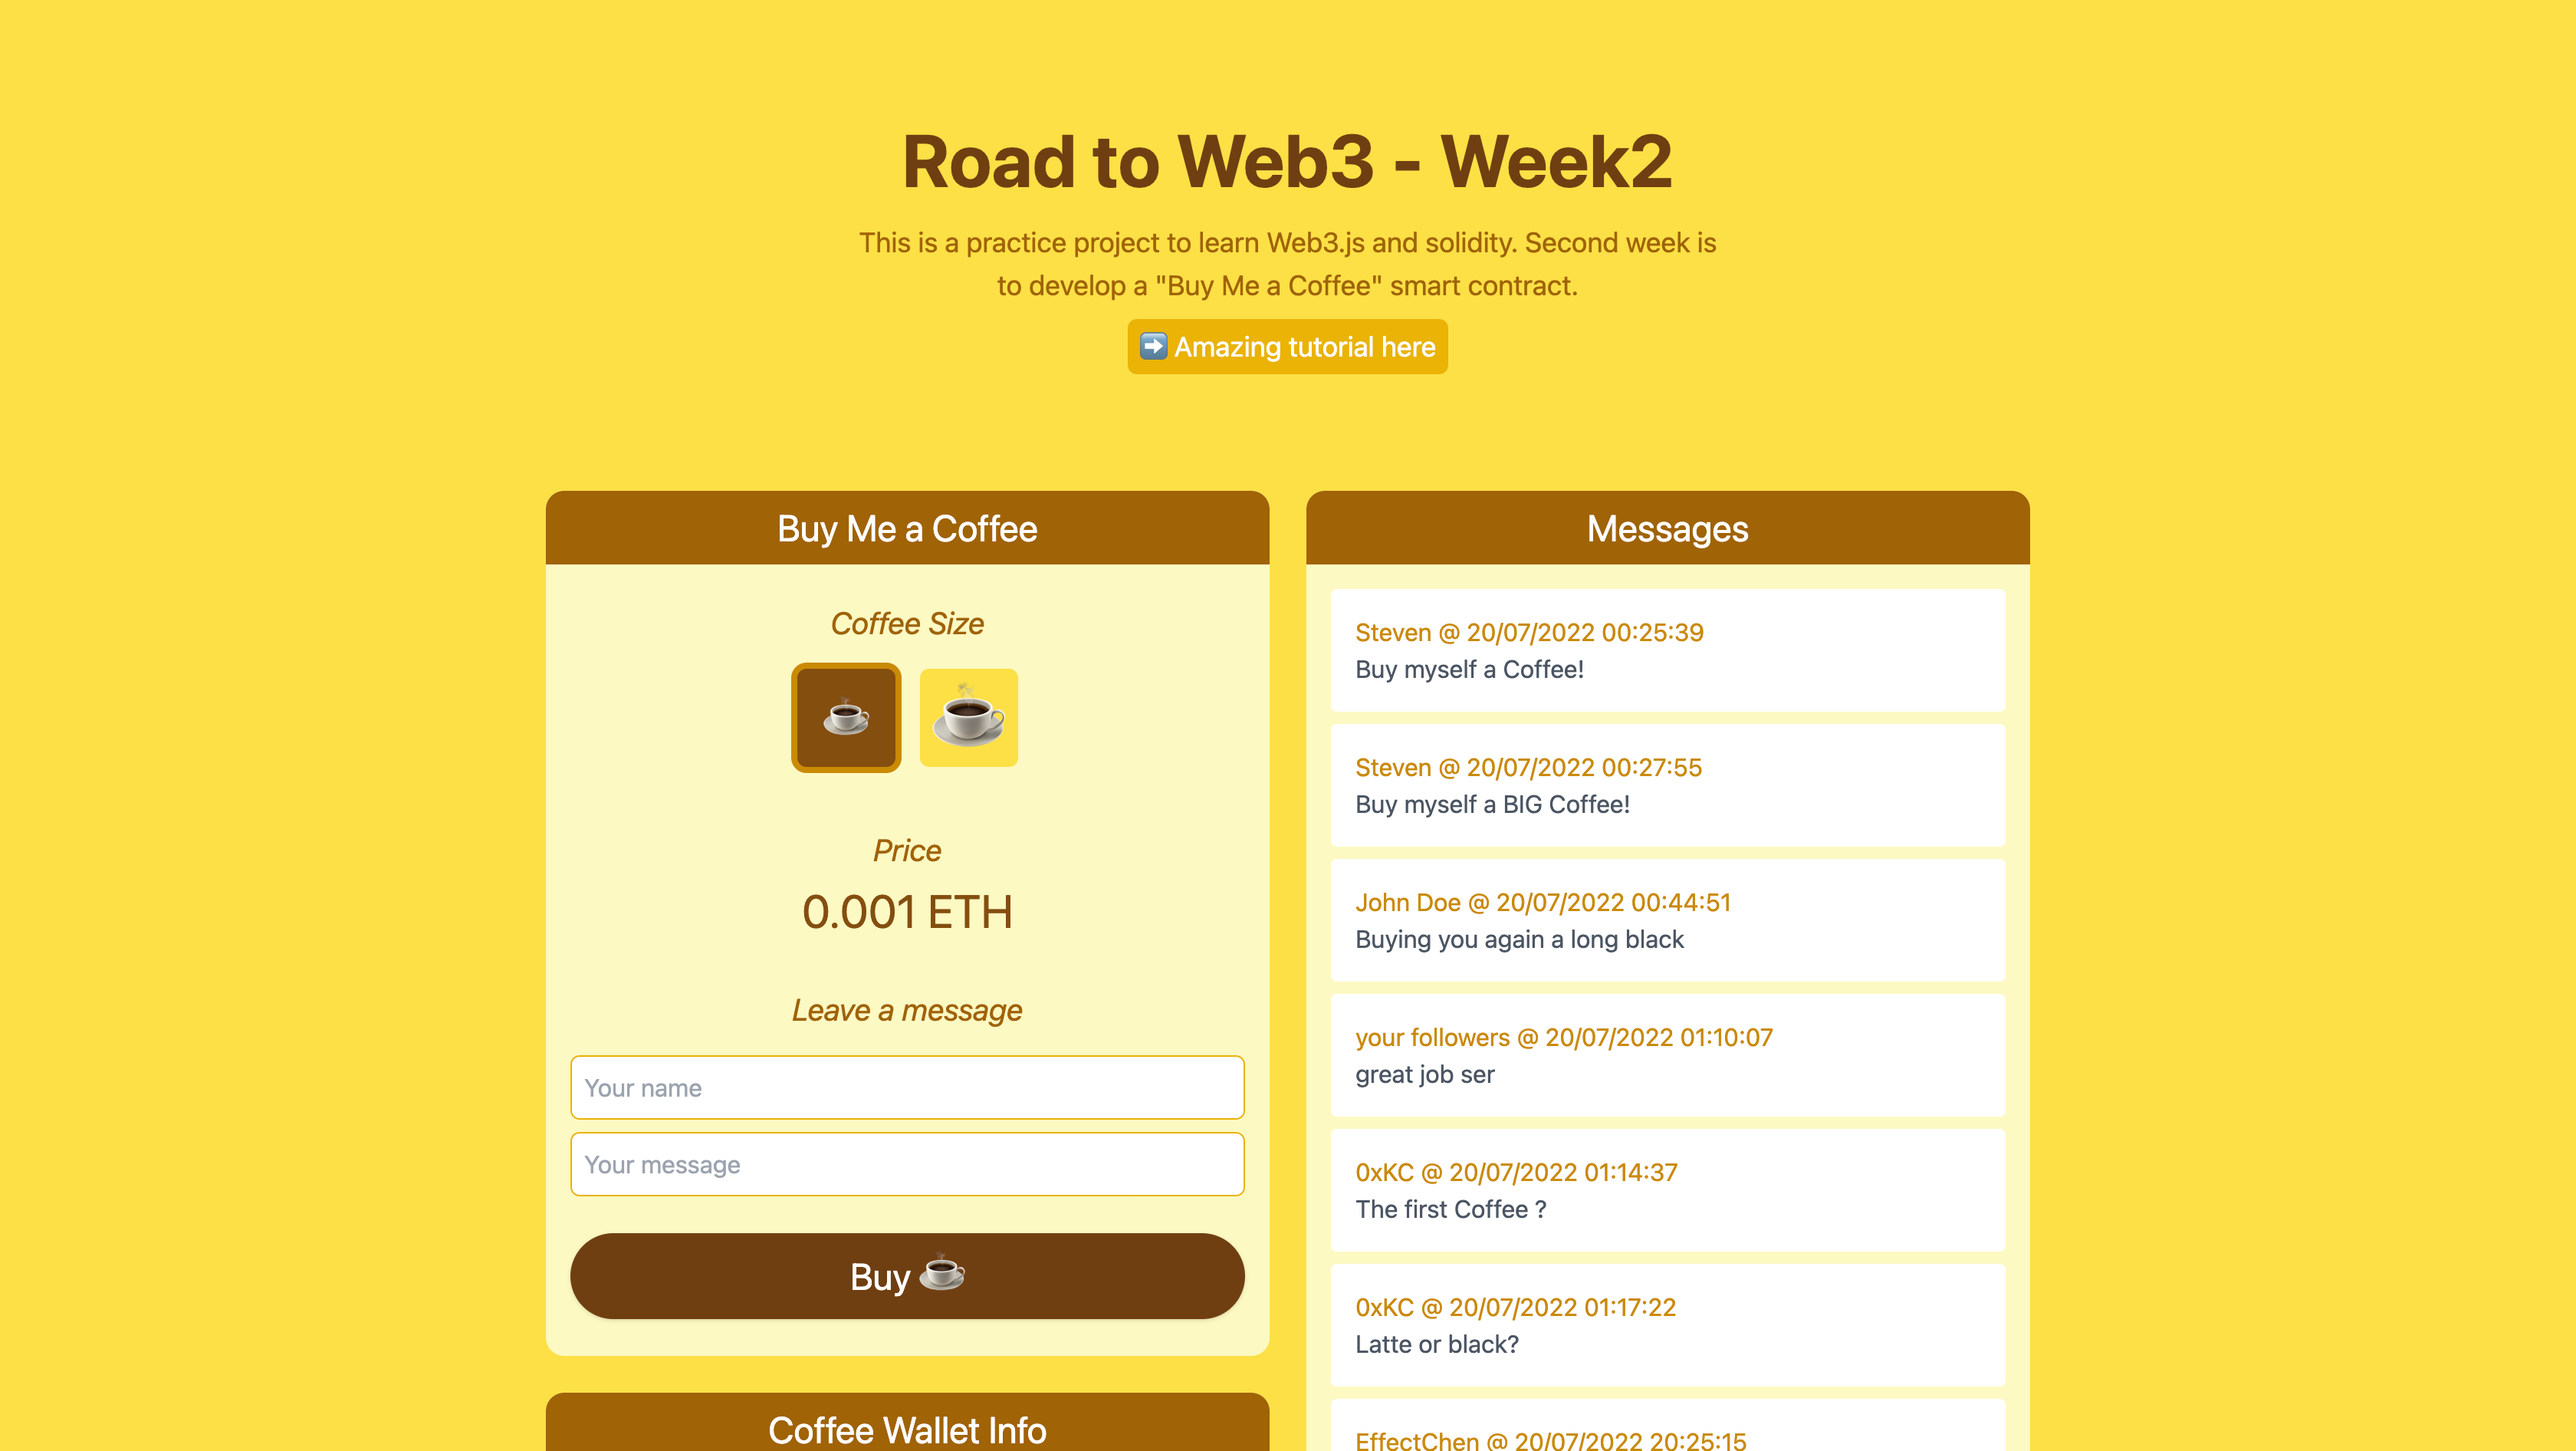 Road to Web3 - Week2
This is a practice project to learn Web3.js and solidity. Second week is
to develop a "Buy Me a Coffee" smart contract.
➡️ Amazing tutorial here
Buy Me a Coffee
Coffee Size
Price
0.001 ETH
Leave a message
Your name
Your message
Buy ☕
Coffee Wallet Info
Messages
Steven @ 20/07/2022 00:25:39
Buy myself a Coffee!
Steven @ 20/07/2022 00:27:55
Buy myself a BIG Coffee!
John Doe @ 20/07/2022 00:44:51
Buying you again a long black
your followers @ 20/07/2022 01:10:07
great job ser
0xKC @ 20/07/2022 01:14:37
The first Coffee ?
0xKC @ 20/07/2022 01:17:22
Latte or black?
EffectChen @ 20/07/2022 20:25:15